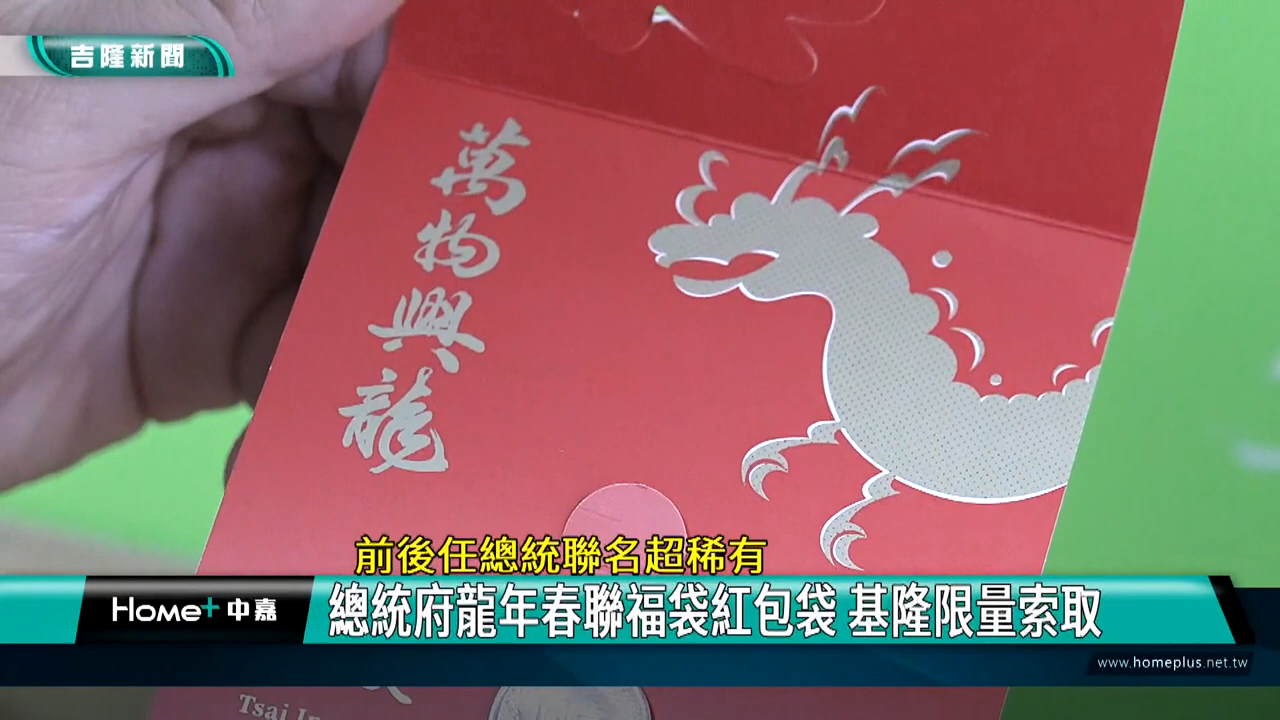 吉隆新聞
萬物興龍
前後任總統聯名超稀有
Home+中嘉
總統府龍年春聯福袋紅包袋 基隆限量索取
www.homeplus.net.tw
Tsai